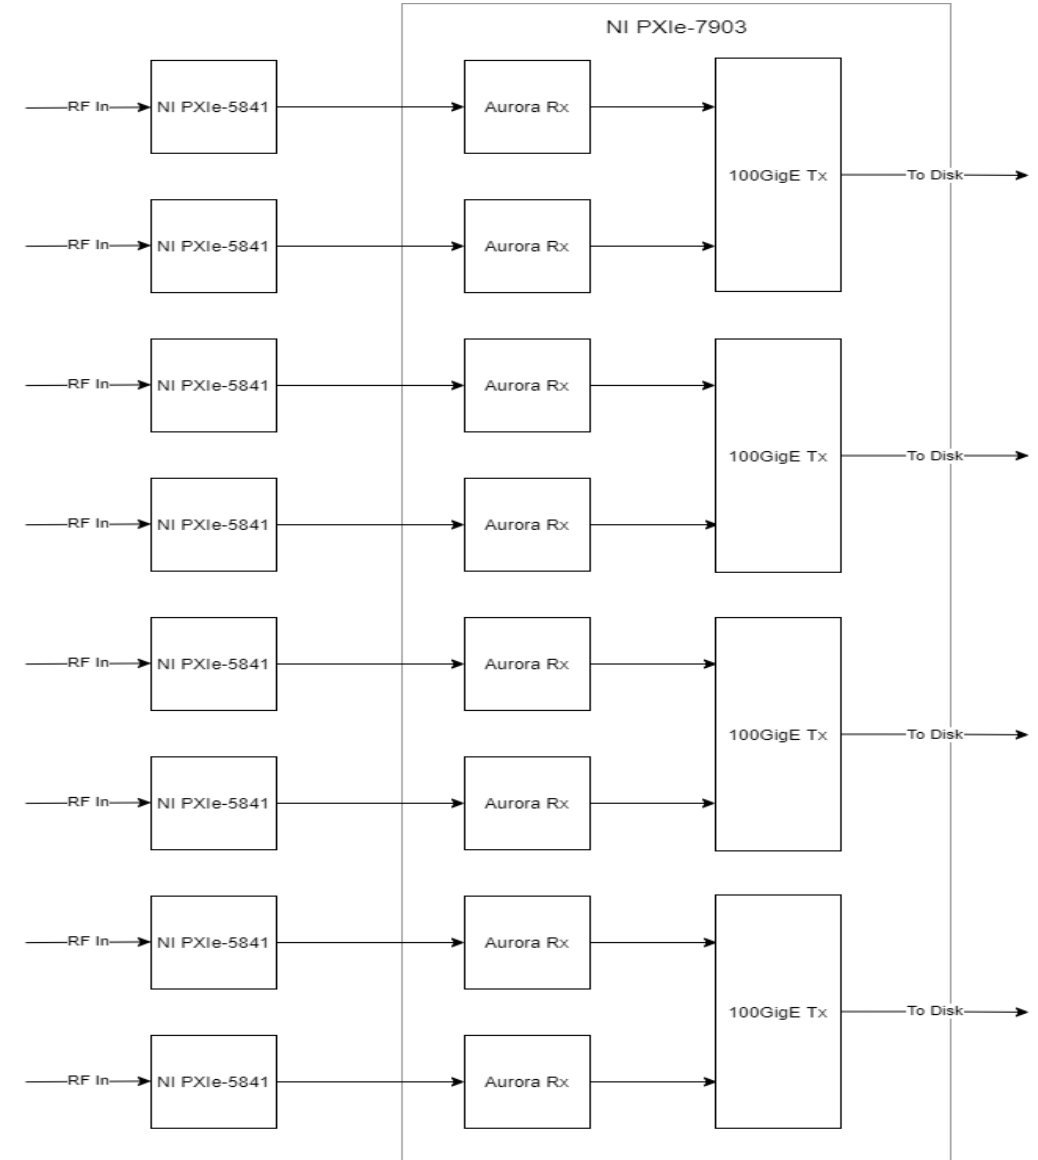 NI PXIe-7903
RF In NI PXIe-5841 Aurora Rx
100GigE Tx To Disk
RF In NI PXIe-5841 Aurora Rx
RF In NI PXIe-5841 Aurora Rx
100GigE Tx To Disk
RF In NI PXIe-5841 Aurora Rx
RF In NI PXIe-5841 Aurora Rx
100GigE Tx To Disk
RF In NI PXIe-5841 Aurora Rx
RF In NI PXIe-5841 Aurora Rx
100GigE Tx To Disk
RF In NI PXIe-5841 Aurora Rx